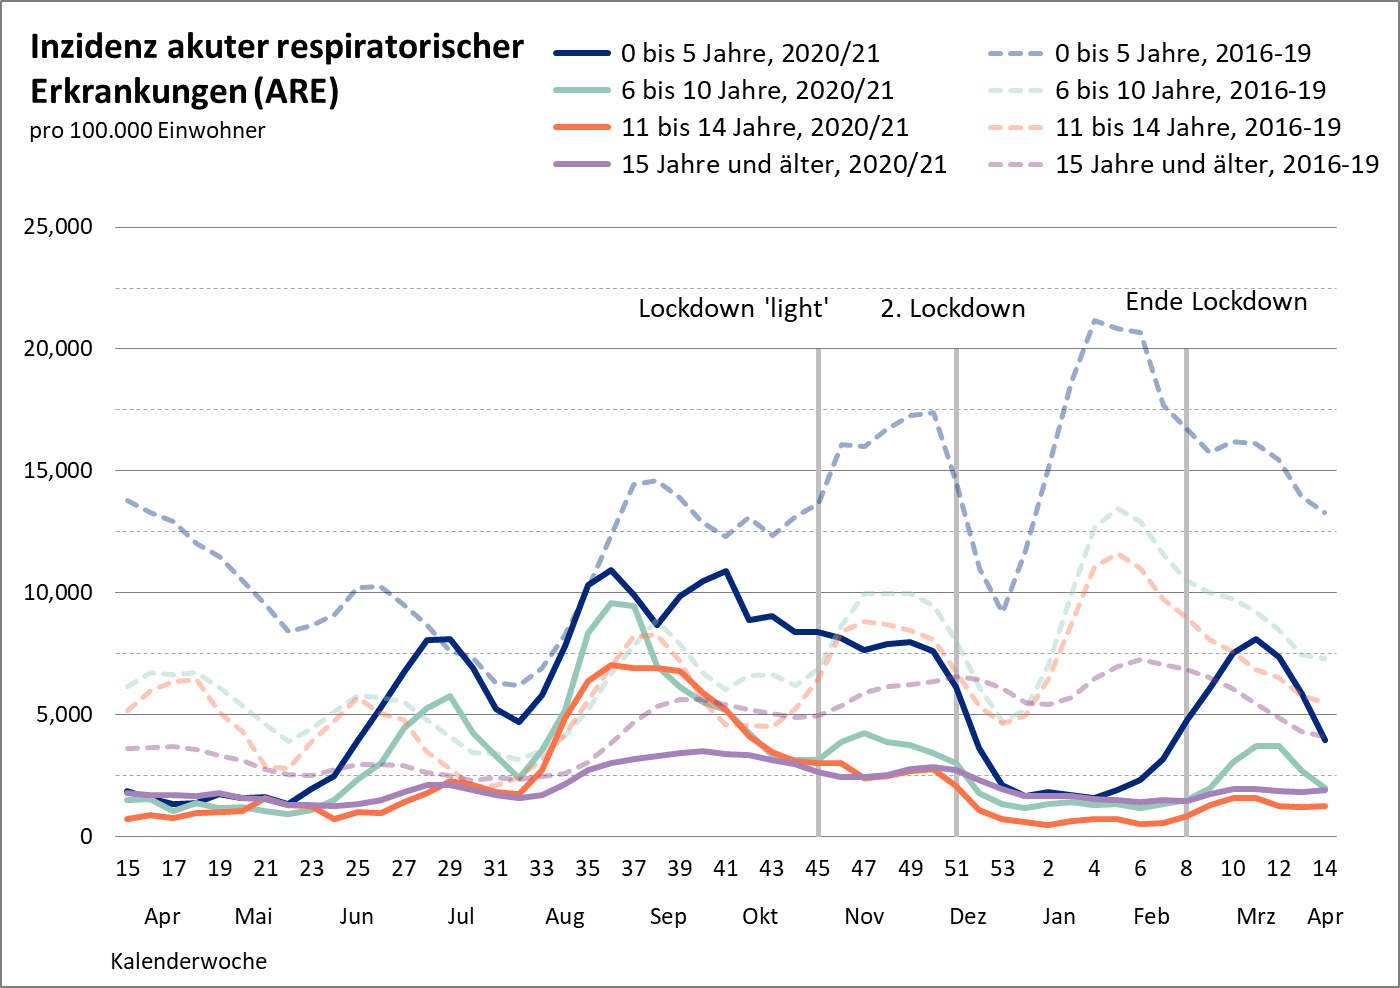 Inzidenz akuter respiratorischer
Erkrankungen (ARE)
pro 100.000 Einwohner
0 bis 5 Jahre, 2020/21
0 bis 5 Jahre, 2016-19
6 bis 10 Jahre, 2020/21
6 bis 10 Jahre, 2016-19
11 bis 14 Jahre, 2020/21
11 bis 14 Jahre, 2016-19
15 Jahre und älter, 2020/21
15 Jahre und älter, 2016-19
25,000
20,000
15,000
10,000
5,000
0
Lockdown 'light'
2. Lockdown
Ende Lockdown
15 17 19 21 23 25 27 29 31 33 35 37 39 41 43 45 47 49 51 53 2 4 6 8 10 12 14
Apr Mai Jun Jul Aug Sep Okt Nov Dez Jan Feb Mrz Apr
Kalenderwoche